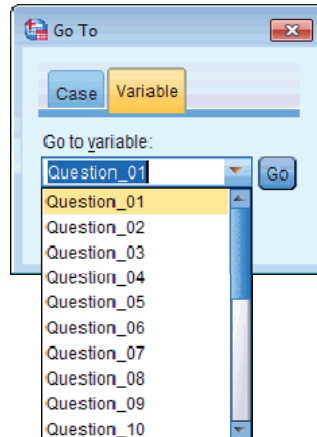 Go To
Case Variable
Go to variable:
Question_01 Go
Question_01
Question_02
Question_03
Question_04
Question_05
Question_06
Question_07
Question_08
Question_09
Question_10